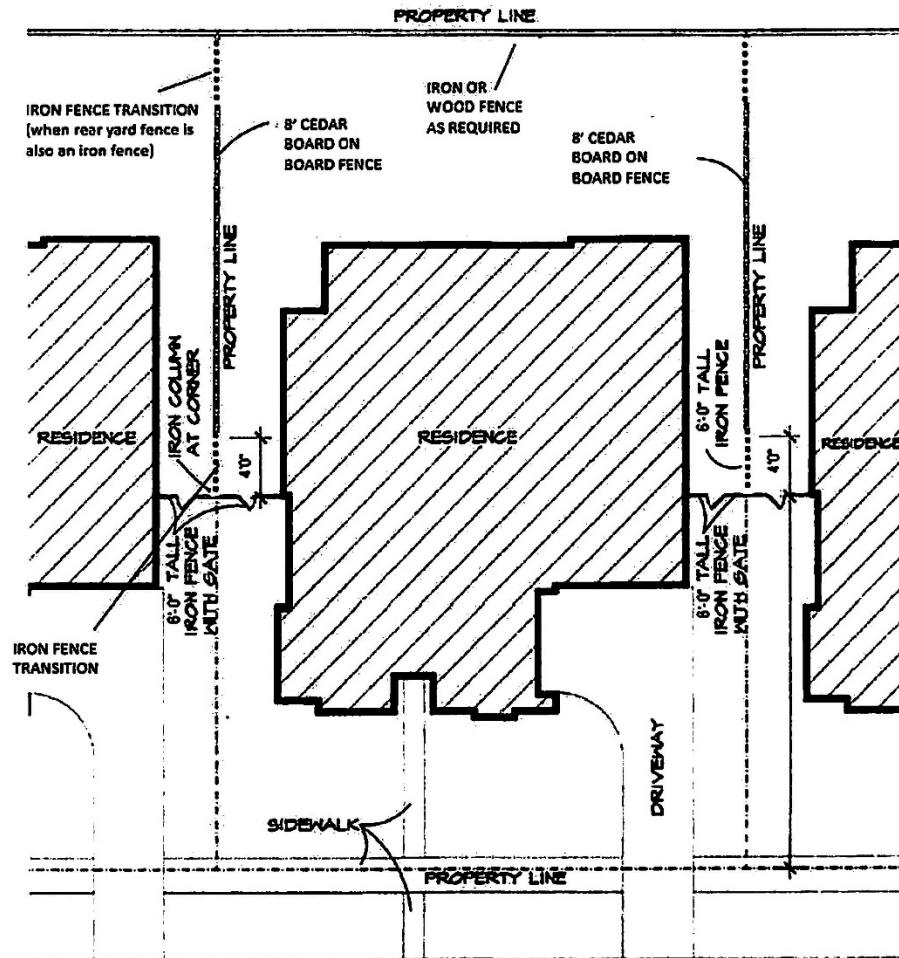 PROPERTY LINE
IRON FENCE TRANSITION
(when rear yard fence is
also an iron fence)
IRON OR
WOOD FENCE
AS REQUIRED
8' CEDAR
BOARD ON
BOARD FENCE
8' CEDAR
BOARD ON
BOARD FENCE
PROPERTY LINE
PROPERTY LINE
IRON COLUMN
AT CORNER
6'-0" TALL
IRON FENCE
RESIDENCE
RESIDENCE
RESIDENCE
4'0"
4'0"
6'-0" TALL
IRON FENCE
WITH GATE
6'-0" TALL
IRON FENCE
WITH GATE
IRON FENCE
TRANSITION
DRIVEWAY
SIDEWALK
PROPERTY LINE